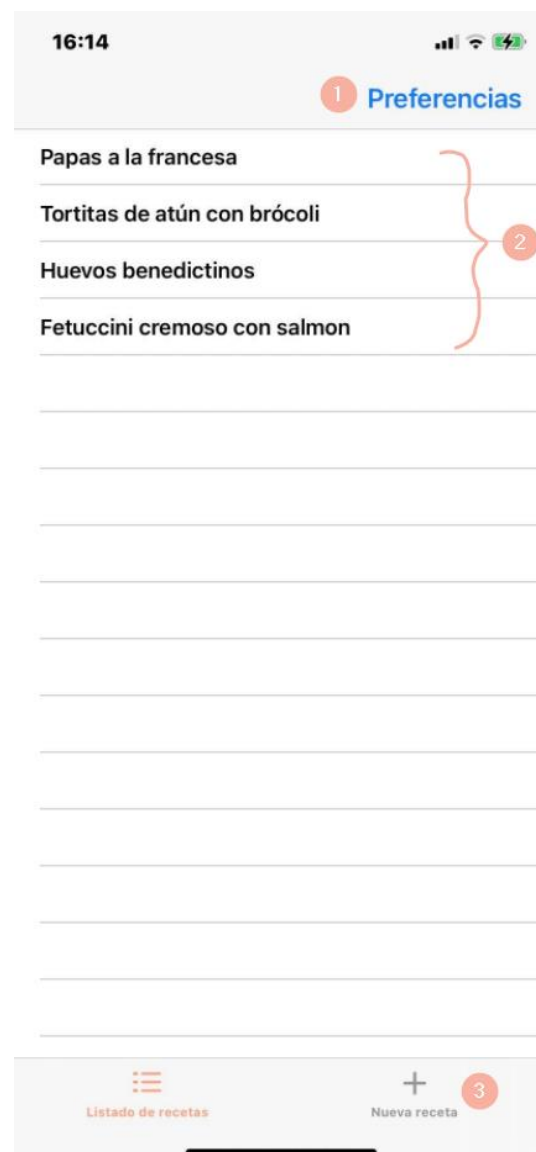 16:14
1 Preferencias
Papas a la francesa
Tortitas de atún con brócoli
2
Huevos benedictinos
Fetuccini cremoso con salmon
3
Listado de recetas
Nueva receta